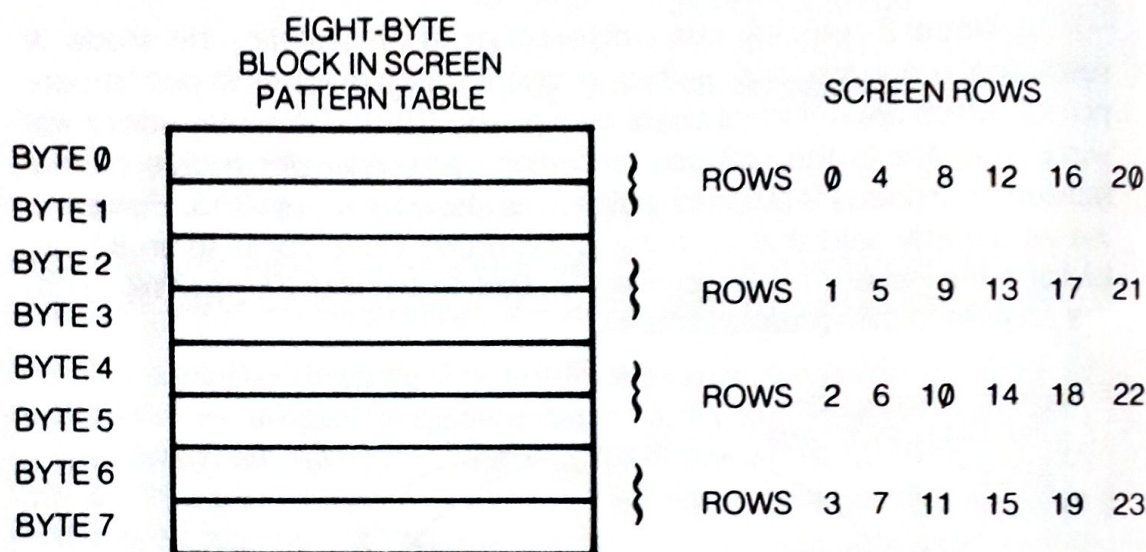 EIGHT-BYTE
BLOCK IN SCREEN
PATTERN TABLE
SCREEN ROWS
BYTE 0
BYTE 1
ROWS 0 4 8 12 16 20
BYTE 2
BYTE 3
ROWS 1 5 9 13 17 21
BYTE 4
BYTE 5
ROWS 2 6 10 14 18 22
BYTE 6
BYTE 7
ROWS 3 7 11 15 19 23